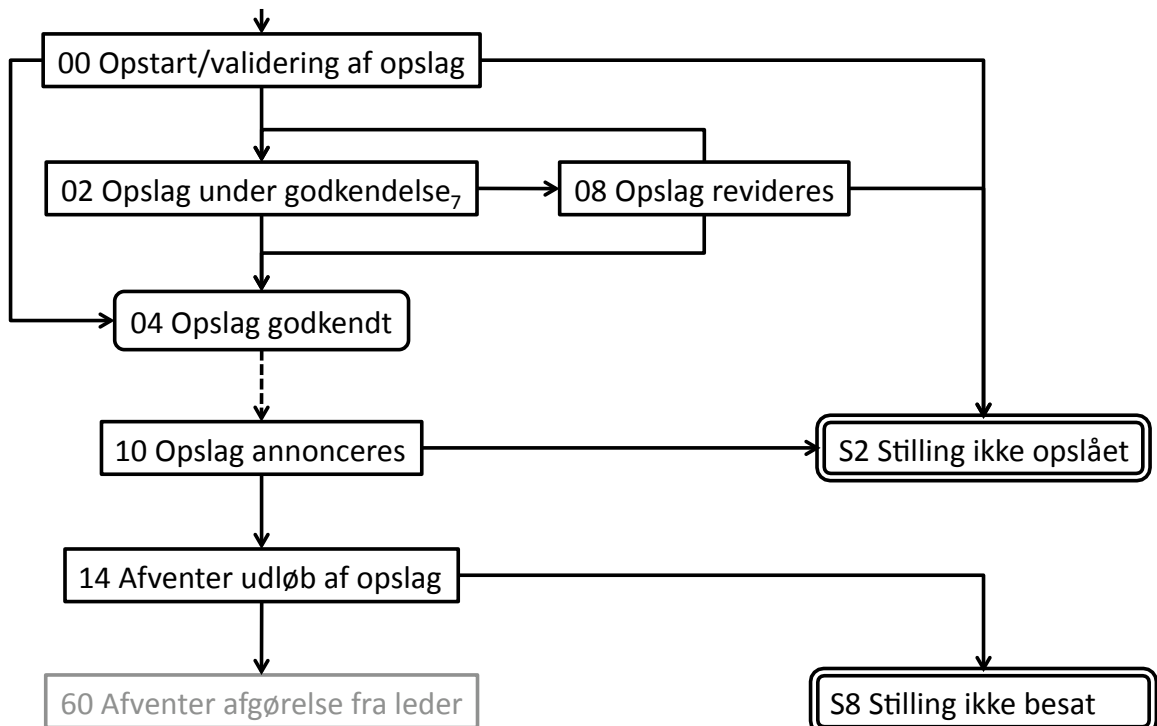 00 Opstart/validering af opslag
02 Opslag under godkendelse₇
08 Opslag revideres
04 Opslag godkendt
10 Opslag annonceres
S2 Stilling ikke opslået
14 Afventer udløb af opslag
60 Afventer afgørelse fra leder
S8 Stilling ikke besat